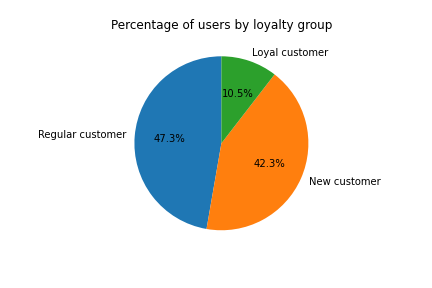 Percentage of users by loyalty group
Loyal customer
10.5%
Regular customer
47.3%
42.3%
New customer